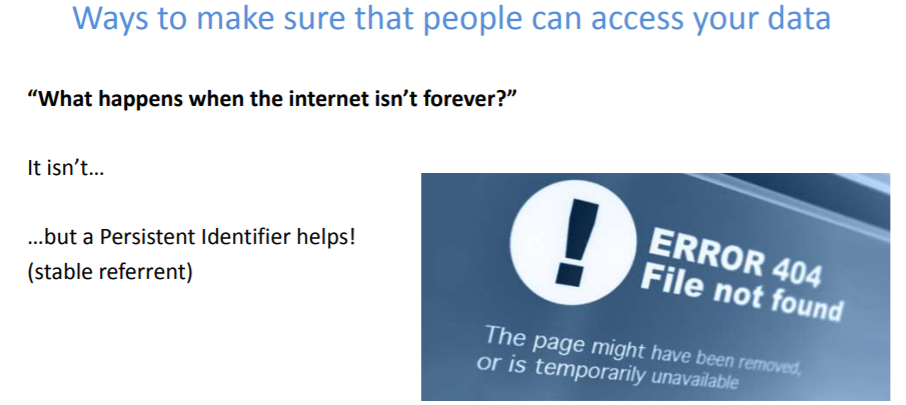 Ways to make sure that people can access your data
“What happens when the internet isn’t forever?”
It isn’t…
…but a Persistent Identifier helps!
(stable referrent)
ERROR 404
File not found
The page might have been removed,
or is temporarily unavailable